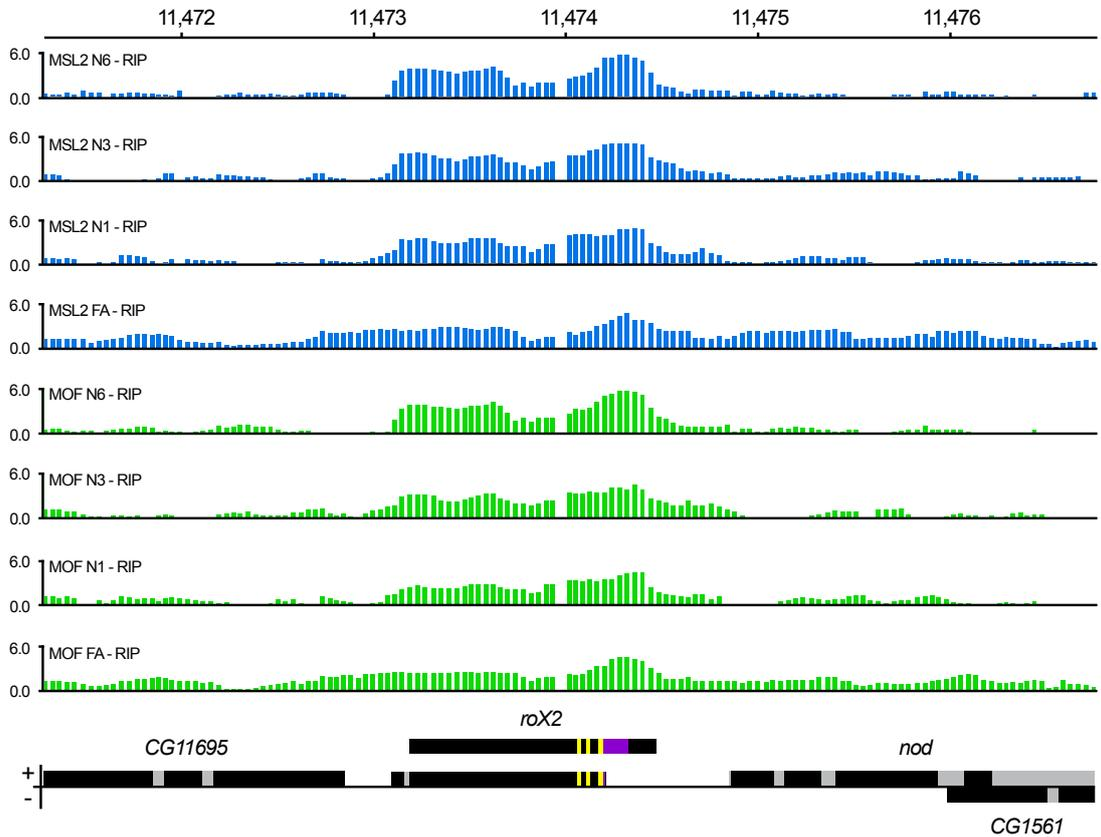 11,472 11,473 11,474 11,475 11,476
6.0
MSL2 N6 - RIP
0.0
6.0
MSL2 N3 - RIP
0.0
6.0
MSL2 N1 - RIP
0.0
6.0
MSL2 FA - RIP
0.0
6.0
MOF N6 - RIP
0.0
6.0
MOF N3 - RIP
0.0
6.0
MOF N1 - RIP
0.0
6.0
MOF FA - RIP
0.0
roX2
CG11695 nod
+
-
CG1561